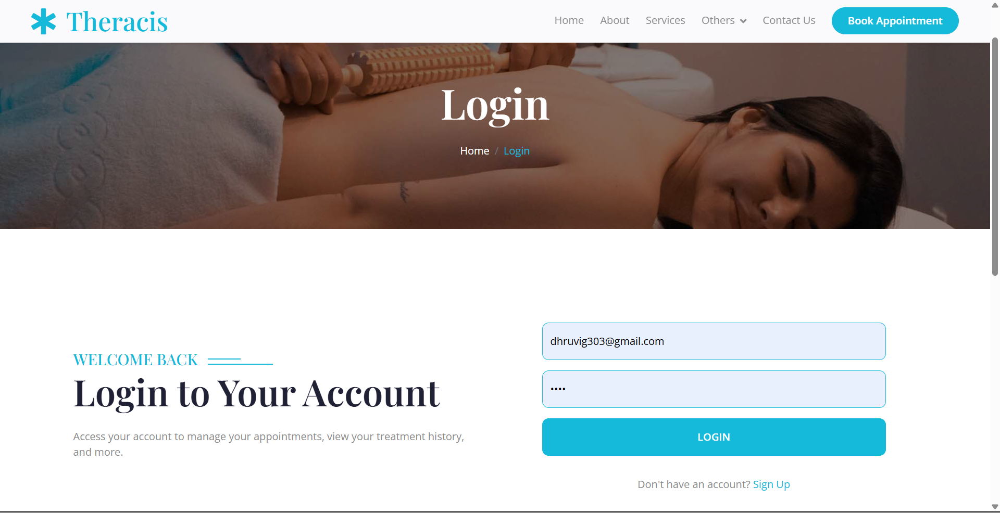 Theracis
Home About Services Others Contact Us Book Appointment
Login
Home / Login
WELCOME BACK
Login to Your Account
Access your account to manage your appointments, view your treatment history,
and more.
dhruvig303@gmail.com
••••
LOGIN
Don't have an account? Sign Up